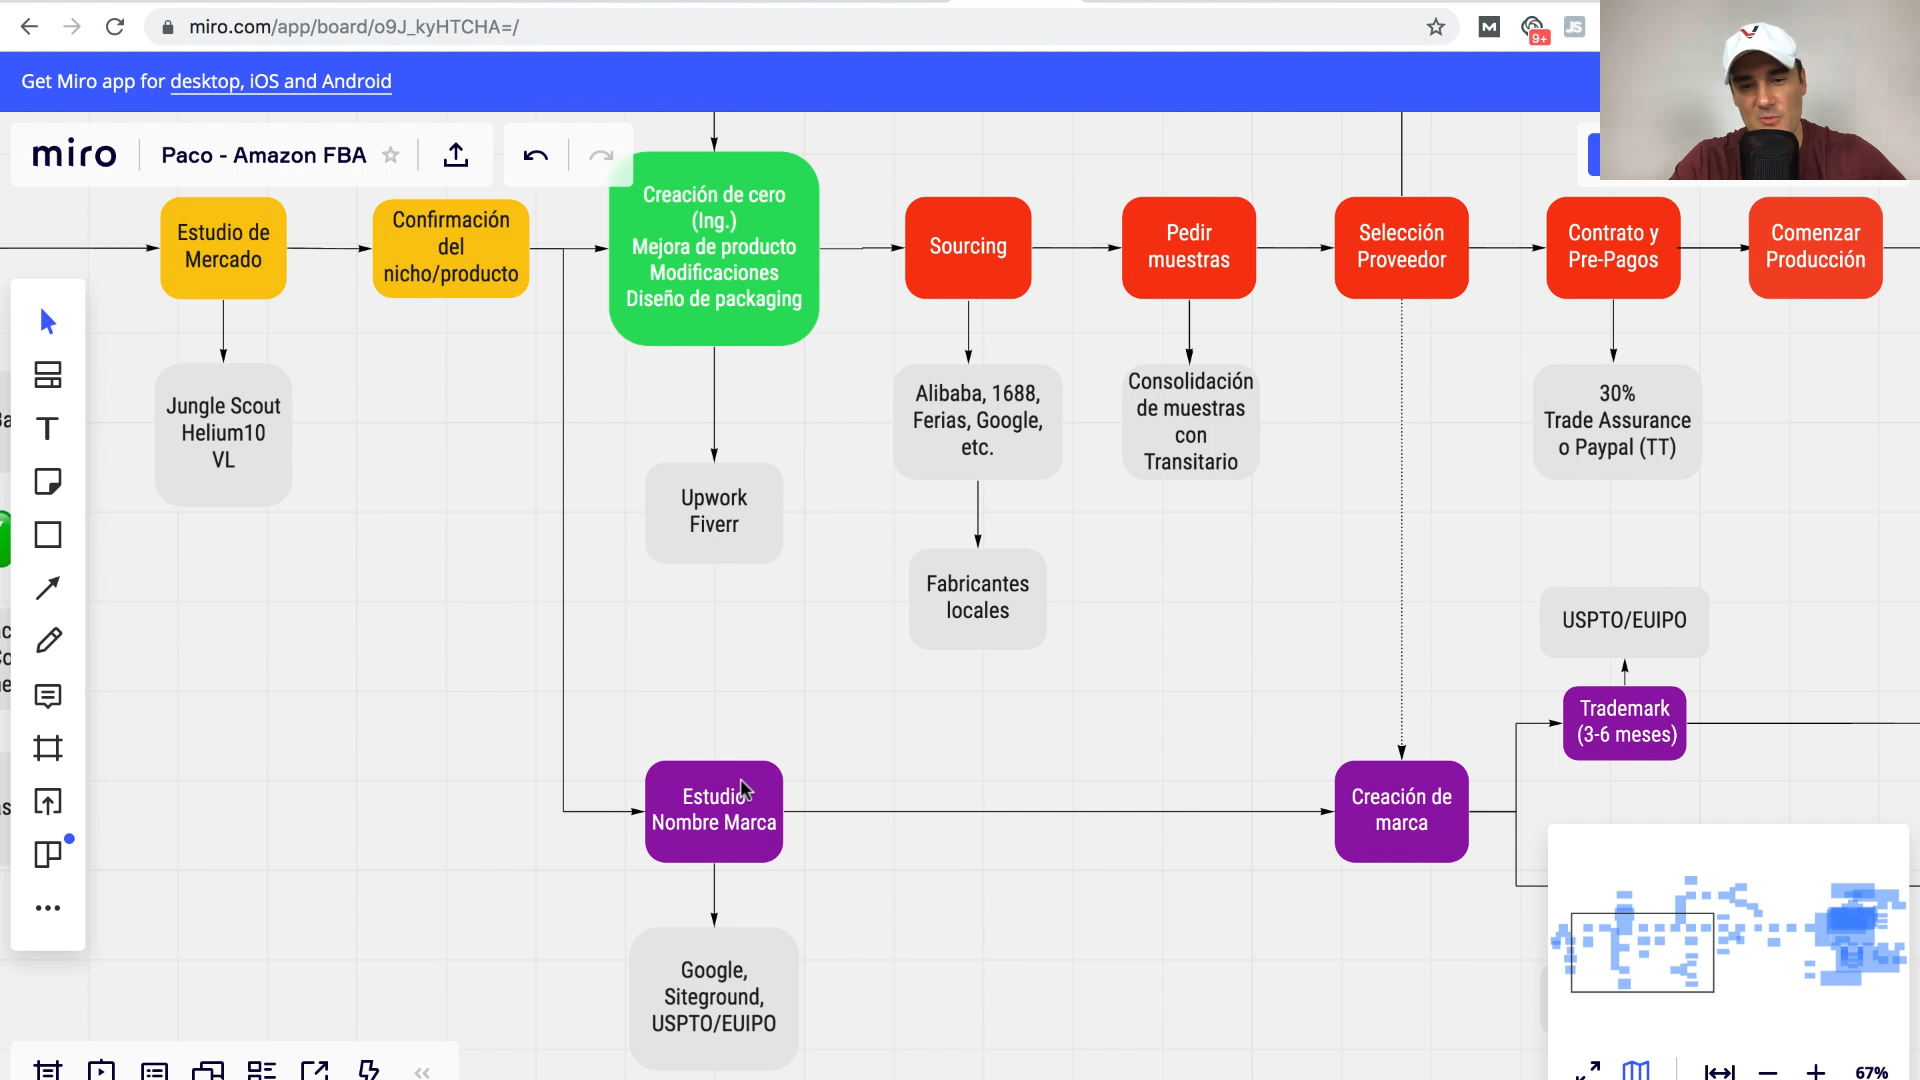 miro.com/app/board/o9J_kyHTCHA=/
9+
JS
Get Miro app for desktop, iOS and Android
miro
Paco - Amazon FBA
Estudio de
Mercado
Confirmación
del
nicho/producto
Creación de cero
(Ing.)
Mejora de producto
Modificaciones
Diseño de packaging
Sourcing
Pedir
muestras
Selección
Proveedor
Contrato y
Pre-Pagos
Comenzar
Producción
Jungle Scout
Helium10
VL
Upwork
Fiverr
Alibaba, 1688,
Ferias, Google,
etc.
Consolidación
de muestras
con
Transitario
30%
Trade Assurance
o Paypal (TT)
Fabricantes
locales
USPTO/EUIPO
Trademark
(3-6 meses)
Estudio
Nombre Marca
Creación de
marca
Google,
Siteground,
USPTO/EUIPO
67%